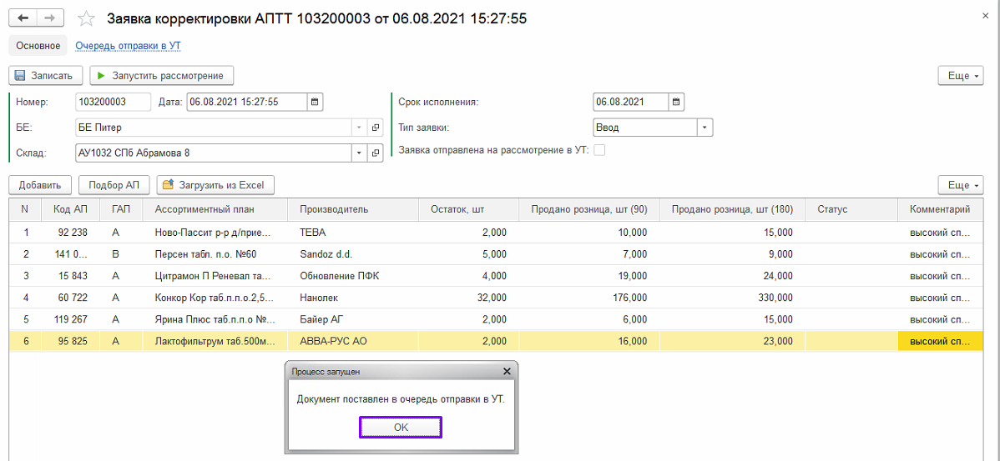 Заявка корректировки АПТТ 103200003 от 06.08.2021 15:27:55
Основное Очередь отправки в УТ
Записать Запустить рассмотрение Еще
Номер: 103200003 Дата: 06.08.2021 15:27:55 Срок исполнения: 06.08.2021
БЕ: БЕ Питер Тип заявки: Ввод
Склад: АУ1032 СПб Абрамова 8 Заявка отправлена на рассмотрение в УТ:
Добавить Подбор АП Загрузить из Excel Еще
N Код АП ГАП Ассортиментный план Производитель Остаток, шт Продано розница, шт (90) Продано розница, шт (180) Статус Комментарий
1 92 238 А Ново-Пассит р-р д/прие... ТЕВА 2,000 10,000 15,000 высокий сп...
2 141 0... В Персен табл. п.о. №60 Sandoz d.d. 5,000 7,000 9,000 высокий сп...
3 15 843 А Цитрамон П Реневал та... Обновление ПФК 4,000 19,000 24,000 высокий сп...
4 60 722 А Конкор Кор таб.п.п.о.2,5... Нанолек 32,000 176,000 330,000 высокий сп...
5 119 267 А Ярина Плюс таб.п.п.о №... Байер АГ 2,000 6,000 15,000 высокий сп...
6 95 825 А Лактофильтрум таб.500м... АВВА-РУС АО 2,000 16,000 23,000 высокий сп...
Процесс запущен
Документ поставлен в очередь отправки в УТ.
OK